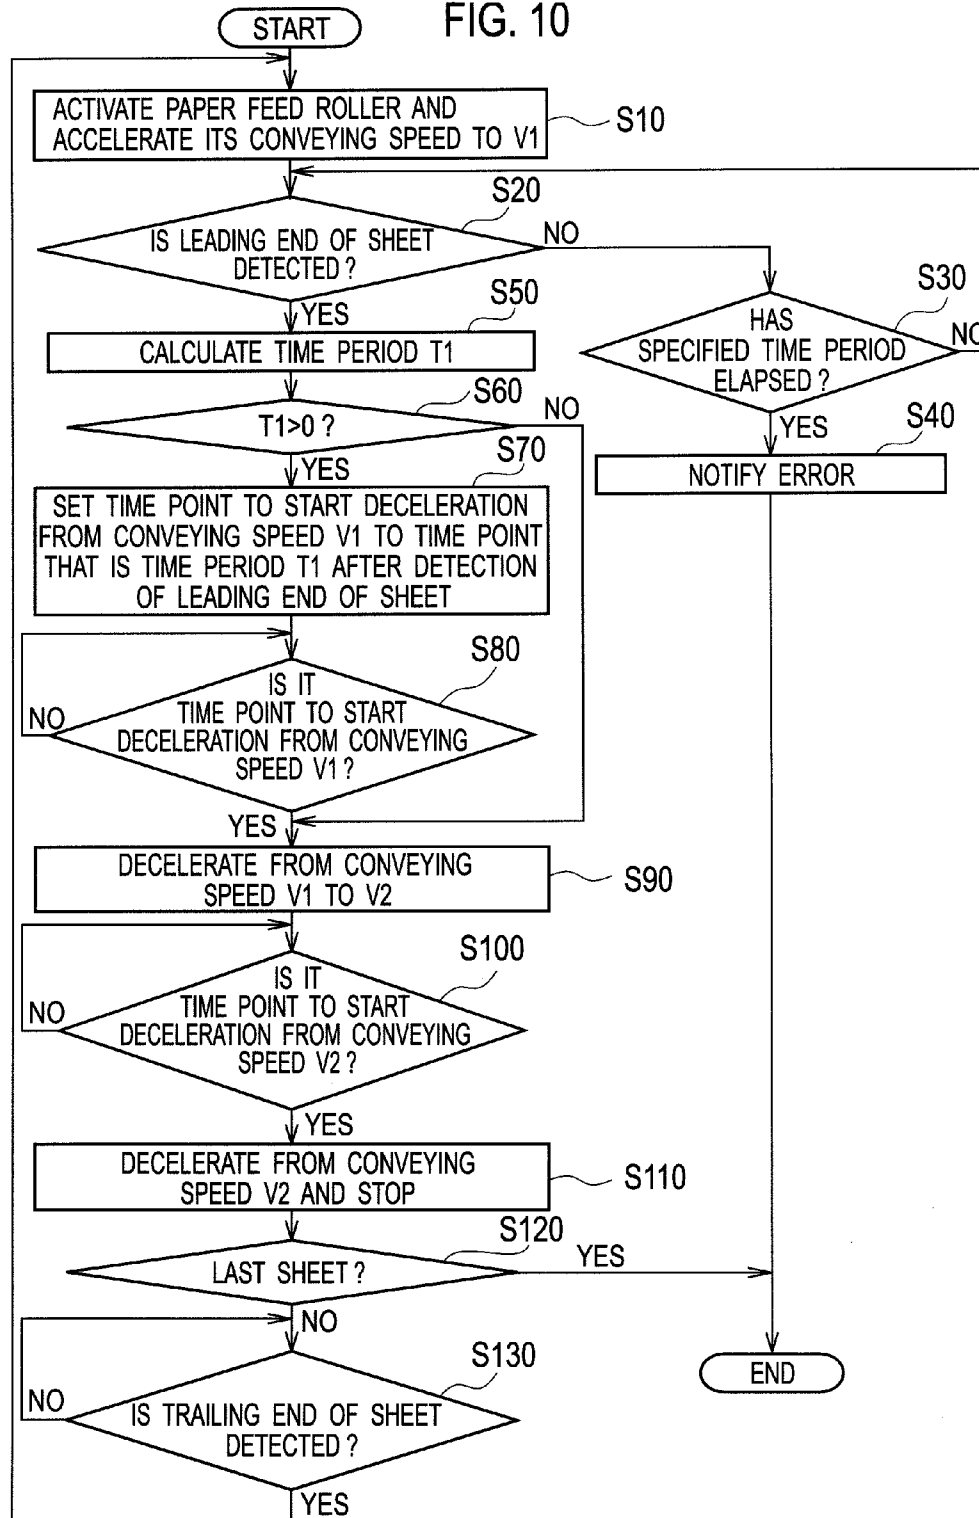 FIG. 10
START
ACTIVATE PAPER FEED ROLLER AND
ACCELERATE ITS CONVEYING SPEED TO V1
S10
S20
IS LEADING END OF SHEET
DETECTED?
NO
YES
S30
HAS
SPECIFIED TIME PERIOD
ELAPSED?
NO
YES
S40
NOTIFY ERROR
S50
CALCULATE TIME PERIOD T1
S60
T1>0?
NO
YES
S70
SET TIME POINT TO START DECELERATION
FROM CONVEYING SPEED V1 TO TIME POINT
THAT IS TIME PERIOD T1 AFTER DETECTION
OF LEADING END OF SHEET
S80
IS IT
TIME POINT TO START
DECELERATION FROM CONVEYING
SPEED V1?
NO
YES
DECELERATE FROM CONVEYING
SPEED V1 TO V2
S90
S100
IS IT
TIME POINT TO START
DECELERATION FROM CONVEYING
SPEED V2?
NO
YES
DECELERATE FROM CONVEYING
SPEED V2 AND STOP
S110
S120
LAST SHEET?
YES
NO
S130
IS TRAILING END OF SHEET
DETECTED?
NO
YES
END